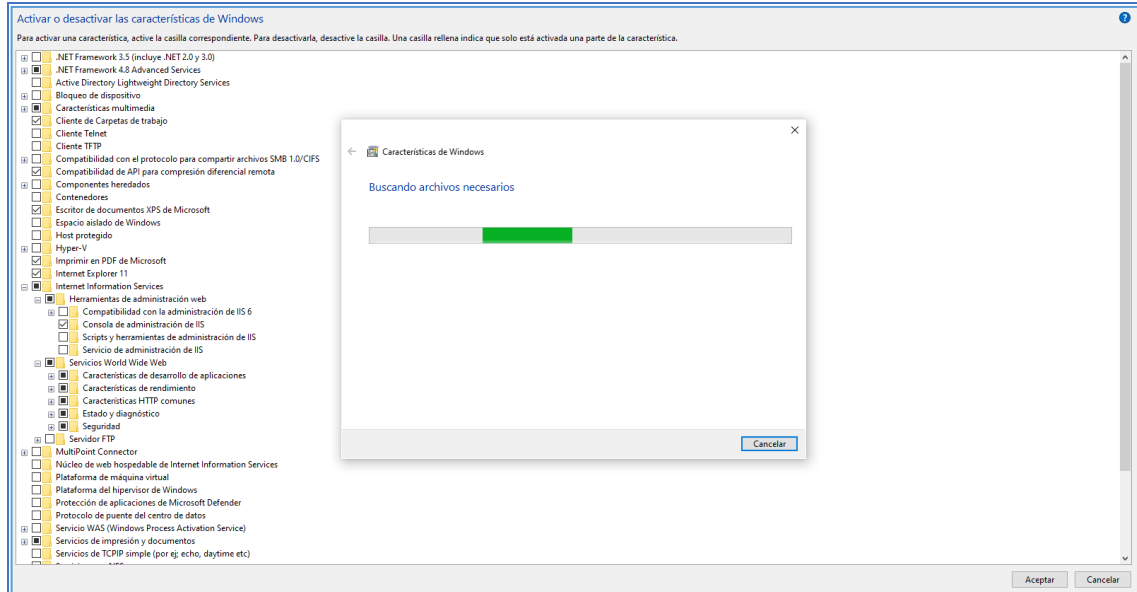 Activar o desactivar las características de Windows
Para activar una característica, active la casilla correspondiente. Para desactivarla, desactive la casilla. Una casilla rellena indica que solo está activada una parte de la característica.
.NET Framework 3.5 (incluye .NET 2.0 y 3.0)
.NET Framework 4.8 Advanced Services
Active Directory Lightweight Directory Services
Bloqueo de dispositivo
Características multimedia
Cliente de Carpetas de trabajo
Cliente Telnet
Cliente TFTP
Compatibilidad con el protocolo para compartir archivos SMB 1.0/CIFS
Compatibilidad de API para compresión diferencial remota
Componentes heredados
Contenedores
Escritor de documentos XPS de Microsoft
Espacio aislado de Windows
Host protegido
Hyper-V
Imprimir en PDF de Microsoft
Internet Explorer 11
Internet Information Services
Herramientas de administración web
Compatibilidad con la administración de IIS 6
Consola de administración de IIS
Scripts y herramientas de administración de IIS
Servicio de administración de IIS
Servicios World Wide Web
Características de desarrollo de aplicaciones
Características de rendimiento
Características HTTP comunes
Estado y diagnóstico
Seguridad
Servidor FTP
MultiPoint Connector
Núcleo de web hospedable de Internet Information Services
Plataforma de máquina virtual
Plataforma del hipervisor de Windows
Protección de aplicaciones de Microsoft Defender
Protocolo de puente del centro de datos
Servicio WAS (Windows Process Activation Service)
Servicios de impresión y documentos
Servicios de TCPIP simple (por ej; echo, daytime etc)
Características de Windows
Buscando archivos necesarios
Cancelar
Aceptar Cancelar